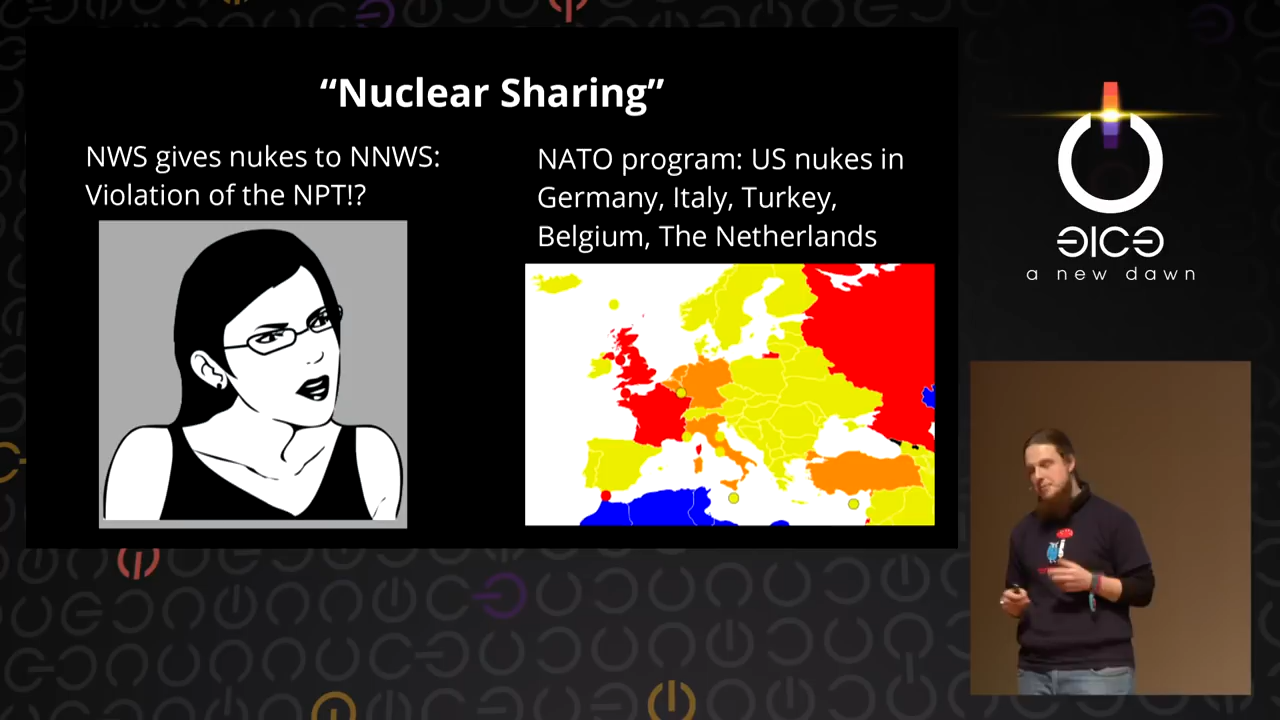 “Nuclear Sharing”
NWS gives nukes to NNWS:
Violation of the NPT!?
NATO program: US nukes in
Germany, Italy, Turkey,
Belgium, The Netherlands
a new dawn